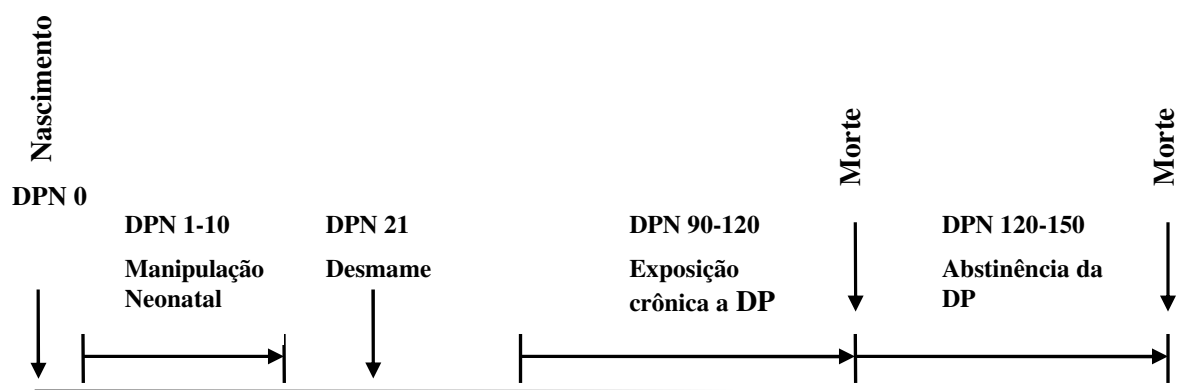 Nascimento
DPN 0
DPN 1-10
Manipulação
Neonatal
DPN 21
Desmame
DPN 90-120
Exposição
crônica a DP
Morte
DPN 120-150
Abstinência da
DP
Morte